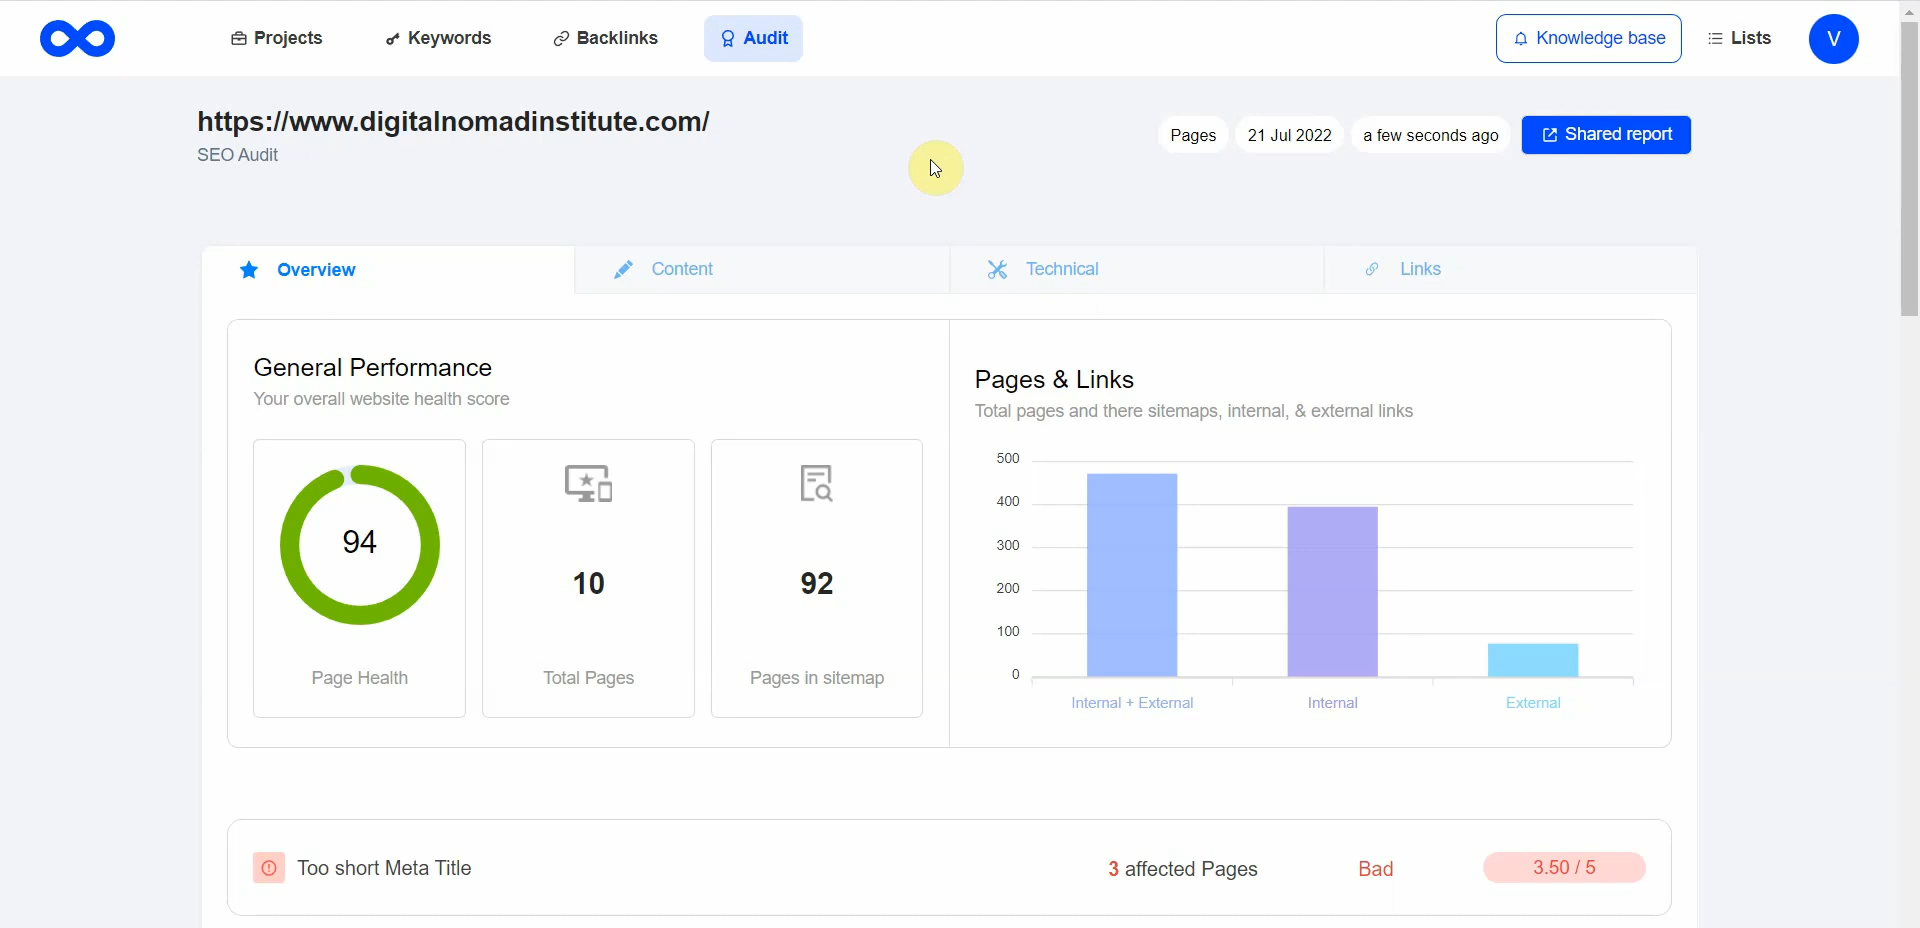 Projects
Keywords
Backlinks
Audit
Knowledge base
Lists
V
https://www.digitalnomadinstitute.com/
SEO Audit
Pages
21 Jul 2022
a few seconds ago
Shared report
Overview
Content
Technical
Links
General Performance
Your overall website health score
94
Page Health
10
Total Pages
92
Pages in sitemap
Pages & Links
Total pages and there sitemaps, internal, & external links
500
400
300
200
100
0
Internal + External
Internal
External
Too short Meta Title
3 affected Pages
Bad
3.50 / 5